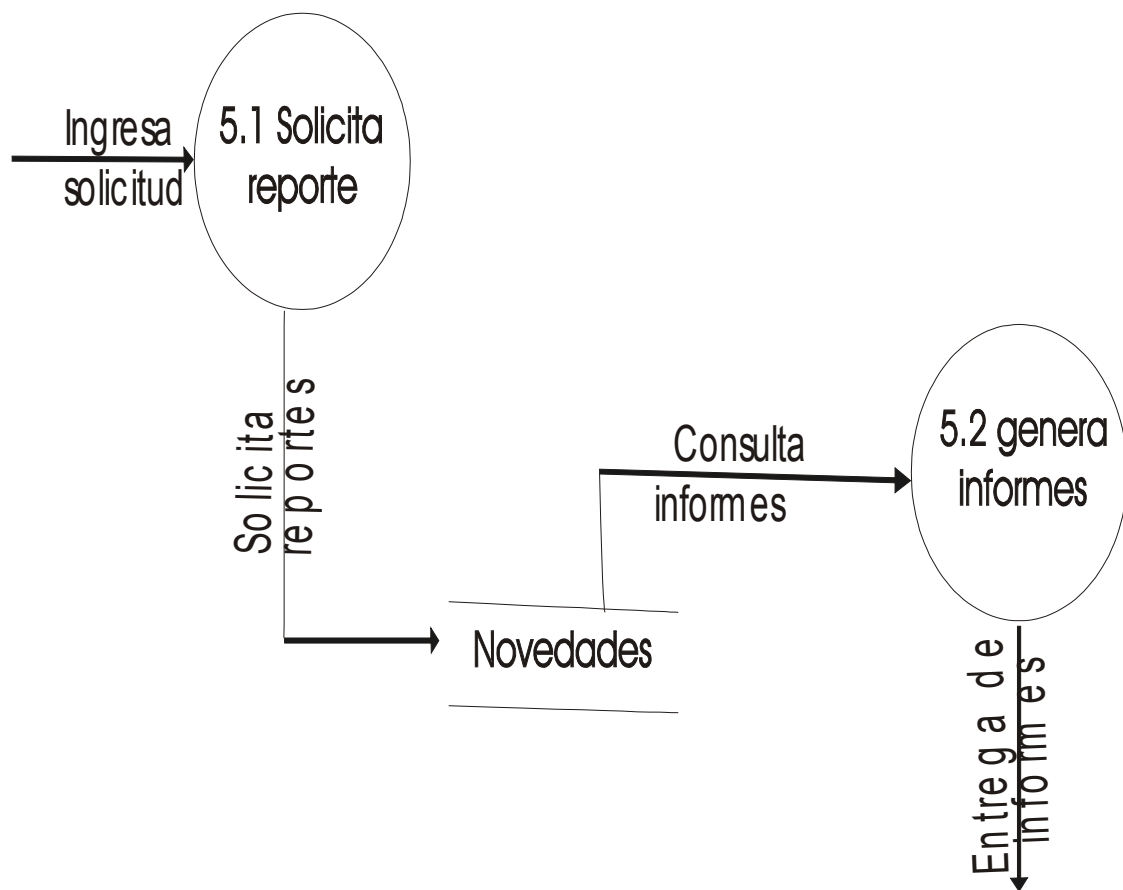 Ingresa
solicitud
5.1 Solicita
reporte
Solicita
reportes
Consulta
informes
5.2 genera
informes
Novedades
Entrega de
informes